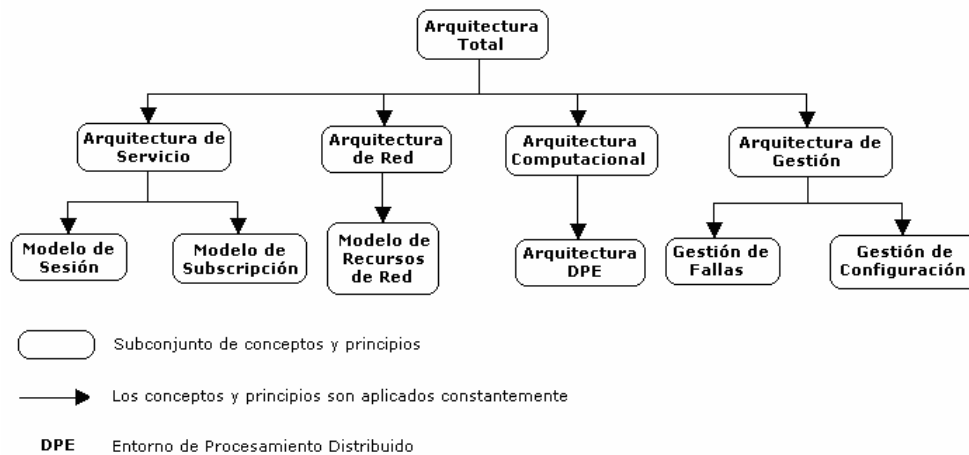 Arquitectura
Total
Arquitectura de
Servicio
Arquitectura
de Red
Arquitectura
Computacional
Arquitectura de
Gestión
Modelo de
Sesión
Modelo de
Subscripción
Modelo de
Recursos
de Red
Arquitectura
DPE
Gestión de
Fallas
Gestión de
Configuración
Subconjunto de conceptos y principios
Los conceptos y principios son aplicados constantemente
DPE Entorno de Procesamiento Distribuido